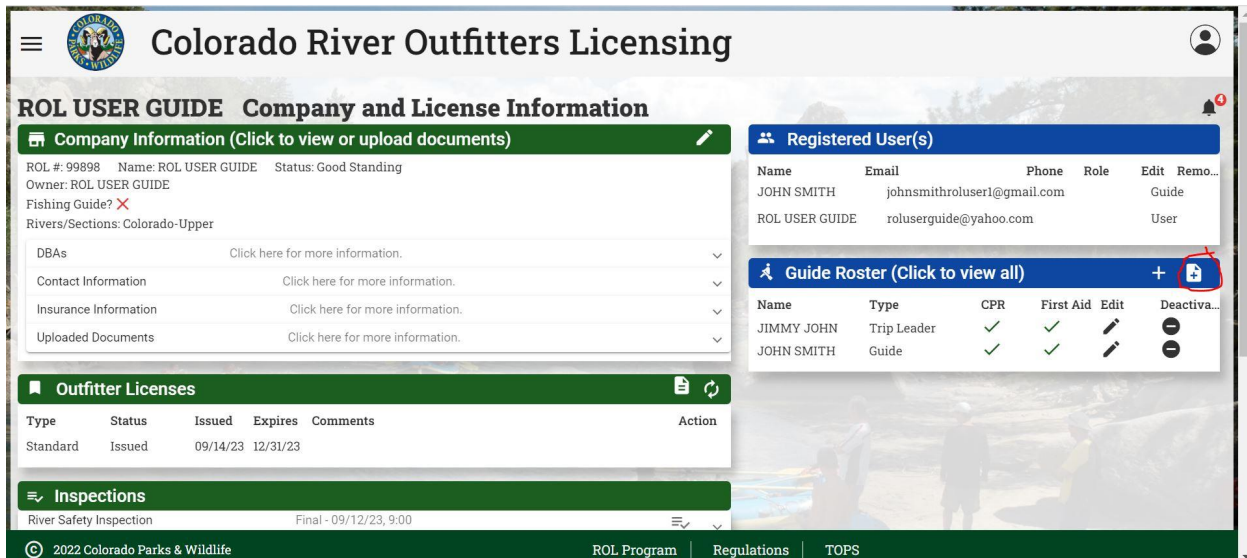 COLORADO
PARKS & WILDLIFE
Colorado River Outfitters Licensing
ROL USER GUIDE Company and License Information
4
Company Information (Click to view or upload documents)
ROL #: 99898 Name: ROL USER GUIDE Status: Good Standing
Owner: ROL USER GUIDE
Fishing Guide?
Rivers/Sections: Colorado-Upper
DBAs Click here for more information.
Contact Information Click here for more information.
Insurance Information Click here for more information.
Uploaded Documents Click here for more information.
Outfitter Licenses
Type Status Issued Expires Comments Action
Standard Issued 09/14/23 12/31/23
Inspections
River Safety Inspection Final - 09/12/23, 9:00
Registered User(s)
Name Email Phone Role Edit Remo...
JOHN SMITH johnsmithroluser1@gmail.com Guide
ROL USER GUIDE roluserguide@yahoo.com User
Guide Roster (Click to view all)
Name Type CPR First Aid Edit Deactiva...
JIMMY JOHN Trip Leader
JOHN SMITH Guide
© 2022 Colorado Parks & Wildlife ROL Program | Regulations | TOPS